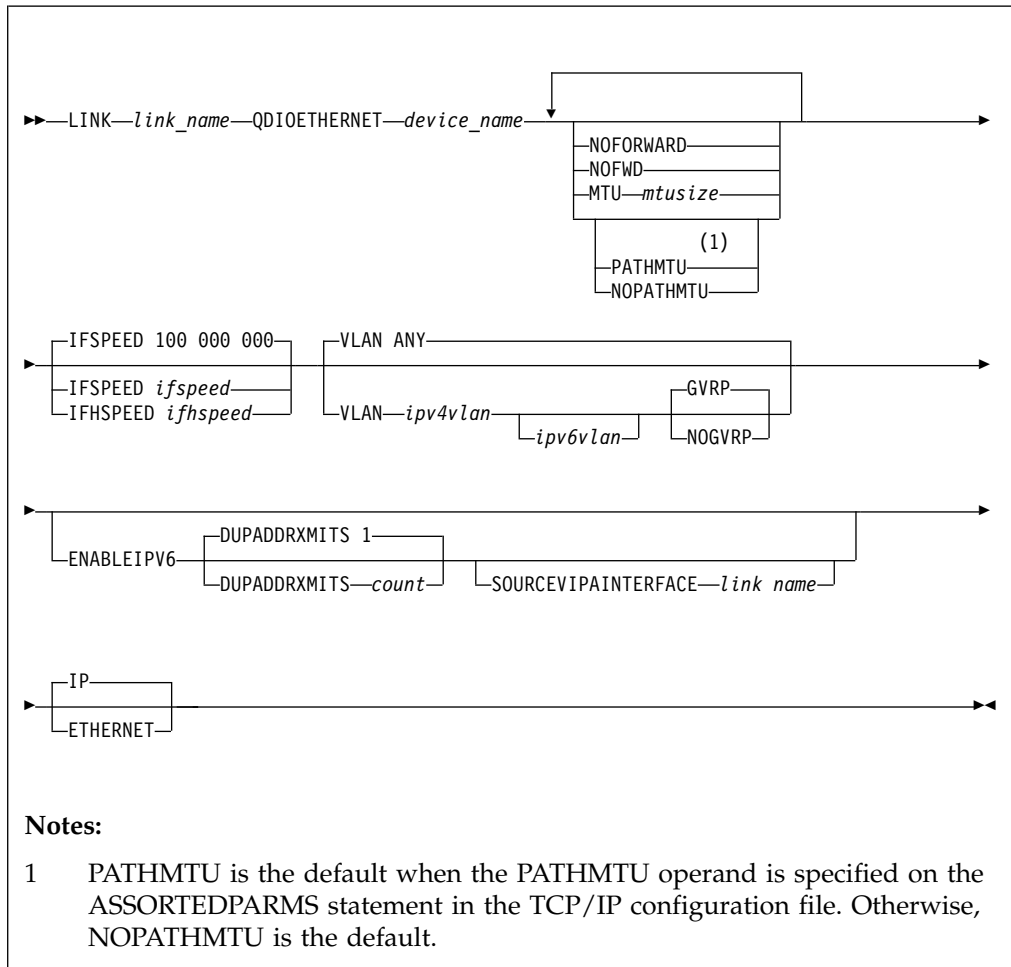 LINK link_name QDIOETHERNET device_name
NOFORWARD
NOFWD
MTU mtusize
(1)
PATHMTU
NOPATHMTU
IFSPEED 100 000 000
IFSPEED ifspeed
IFHSPEED ifhspeed
VLAN ANY
VLAN ipv4vlan
ipv6vlan
GVRP
NOGVRP
ENABLEIPV6
DUPADDRXMITS 1
DUPADDRXMITS count
SOURCEVIPAINTERFACE link name
IP
ETHERNET
Notes:
1 PATHMTU is the default when the PATHMTU operand is specified on the
ASSORTEDPARMS statement in the TCP/IP configuration file. Otherwise,
NOPATHMTU is the default.